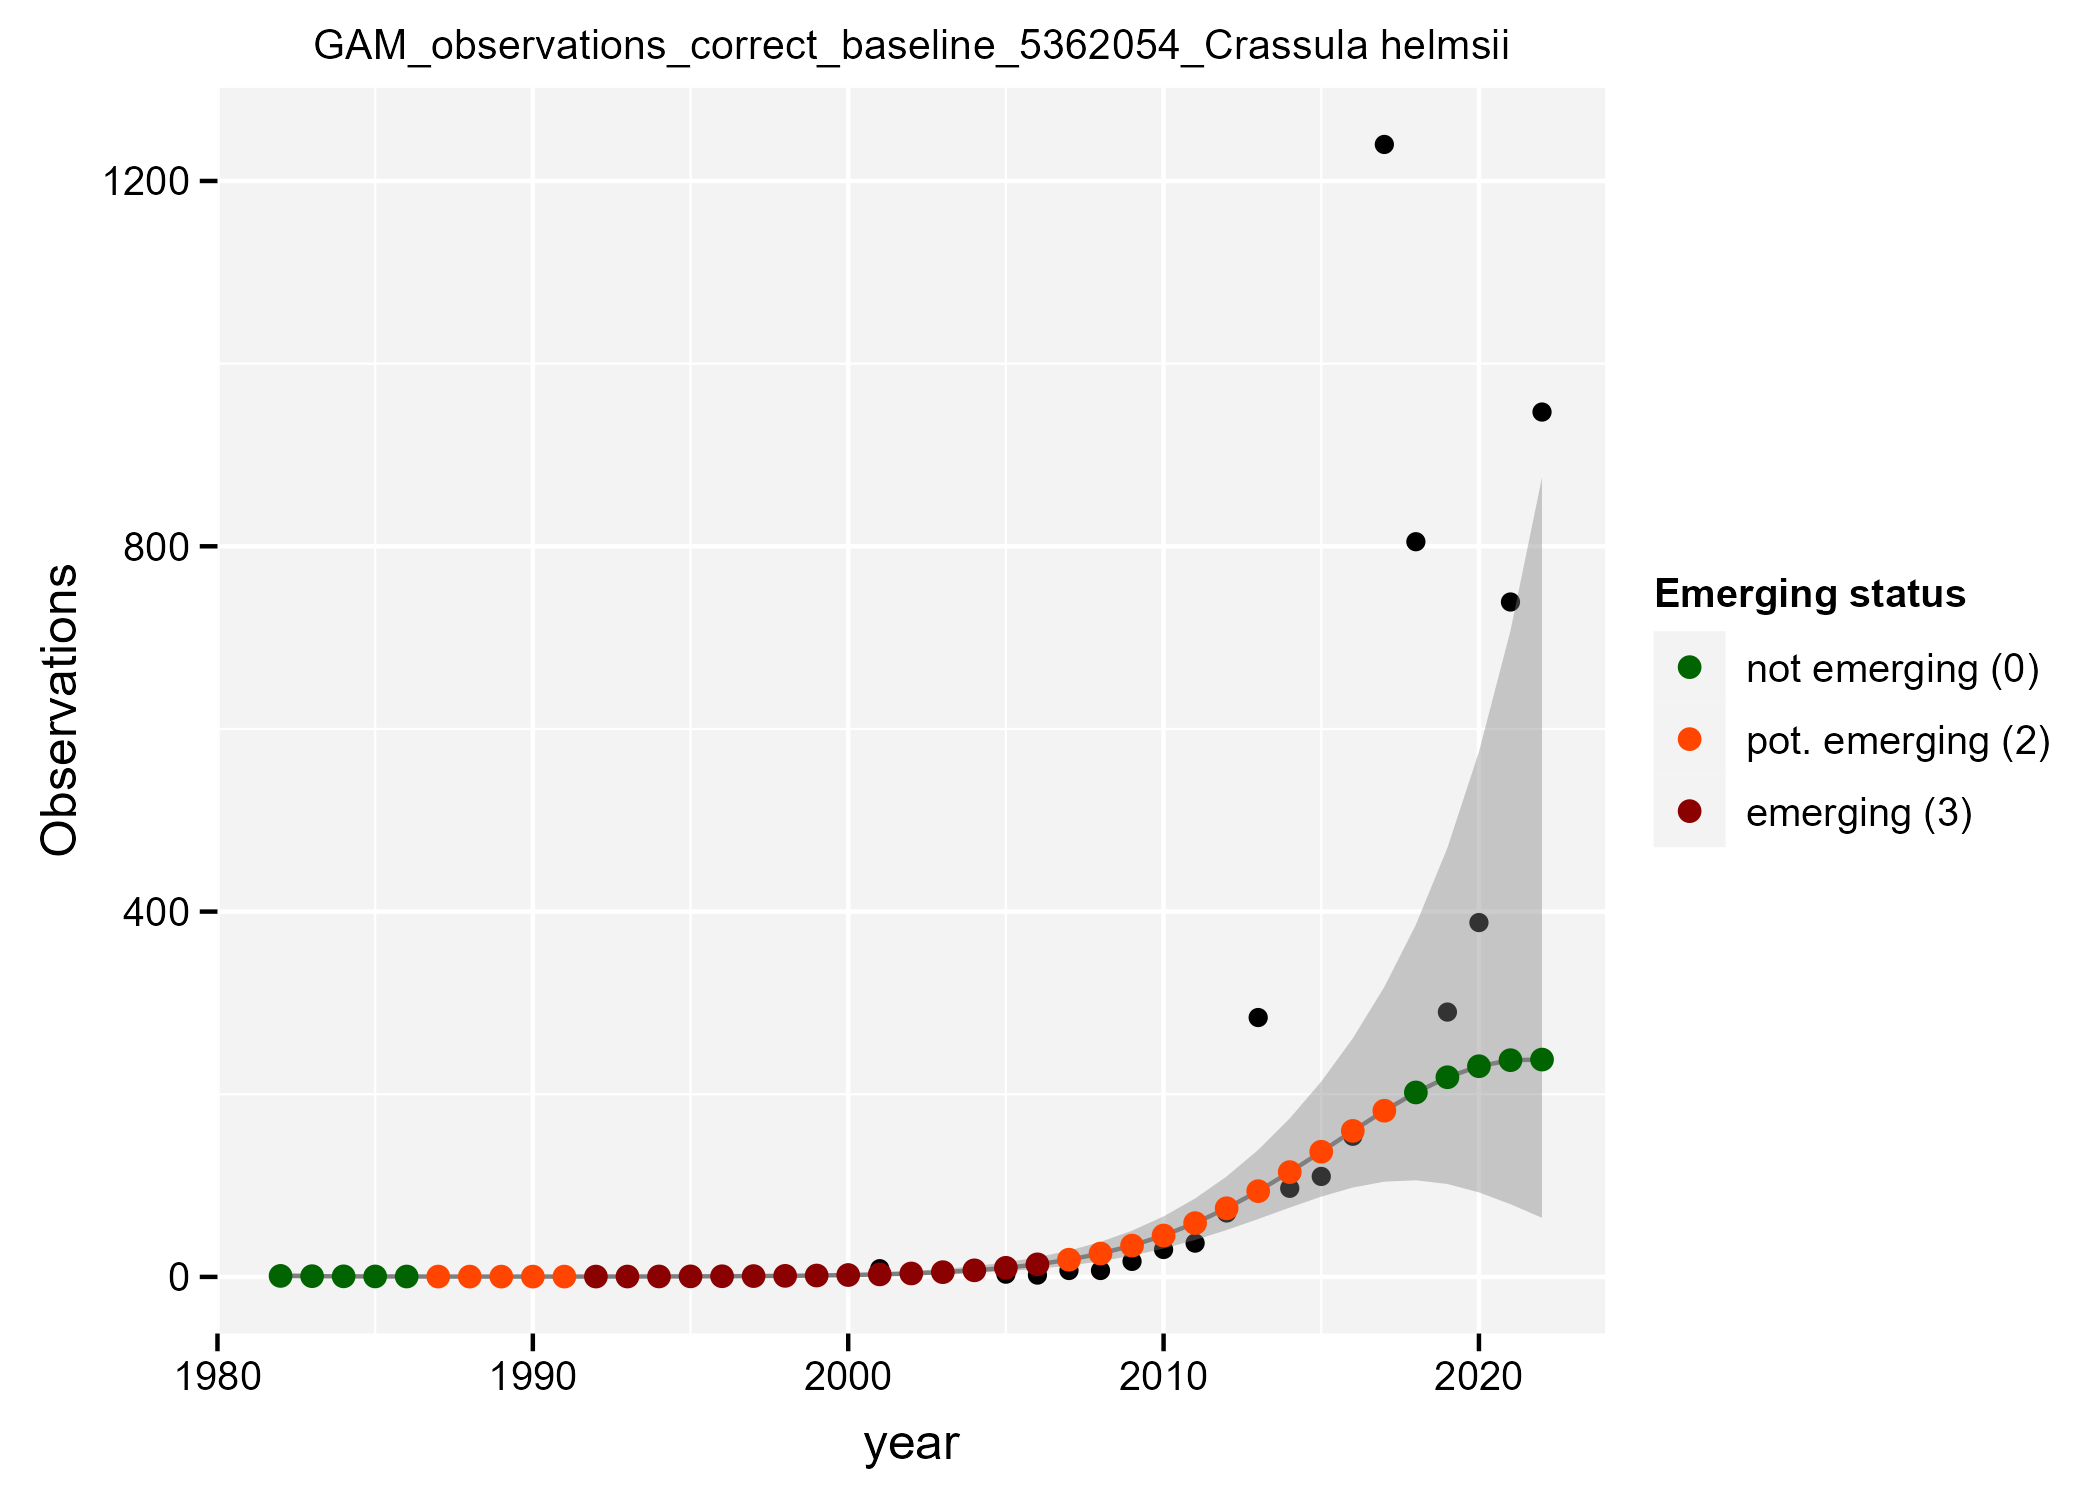 GAM_observations_correct_baseline_5362054_Crassula helmsii
Observations
1200
800
400
0
1980
1990
2000
2010
2020
year
Emerging status
not emerging (0)
pot. emerging (2)
emerging (3)